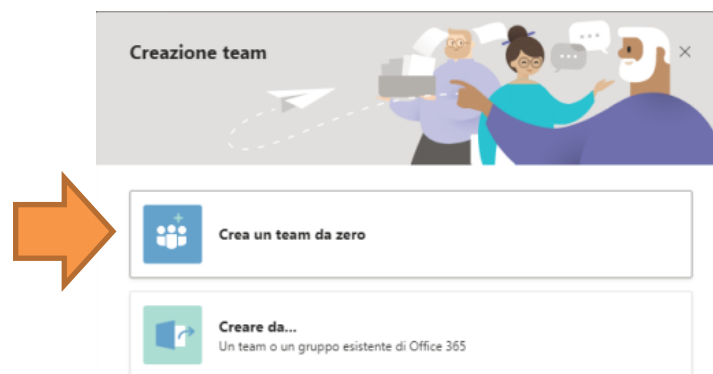 Creazione team
Crea un team da zero
Creare da...
Un team o un gruppo esistente di Office 365